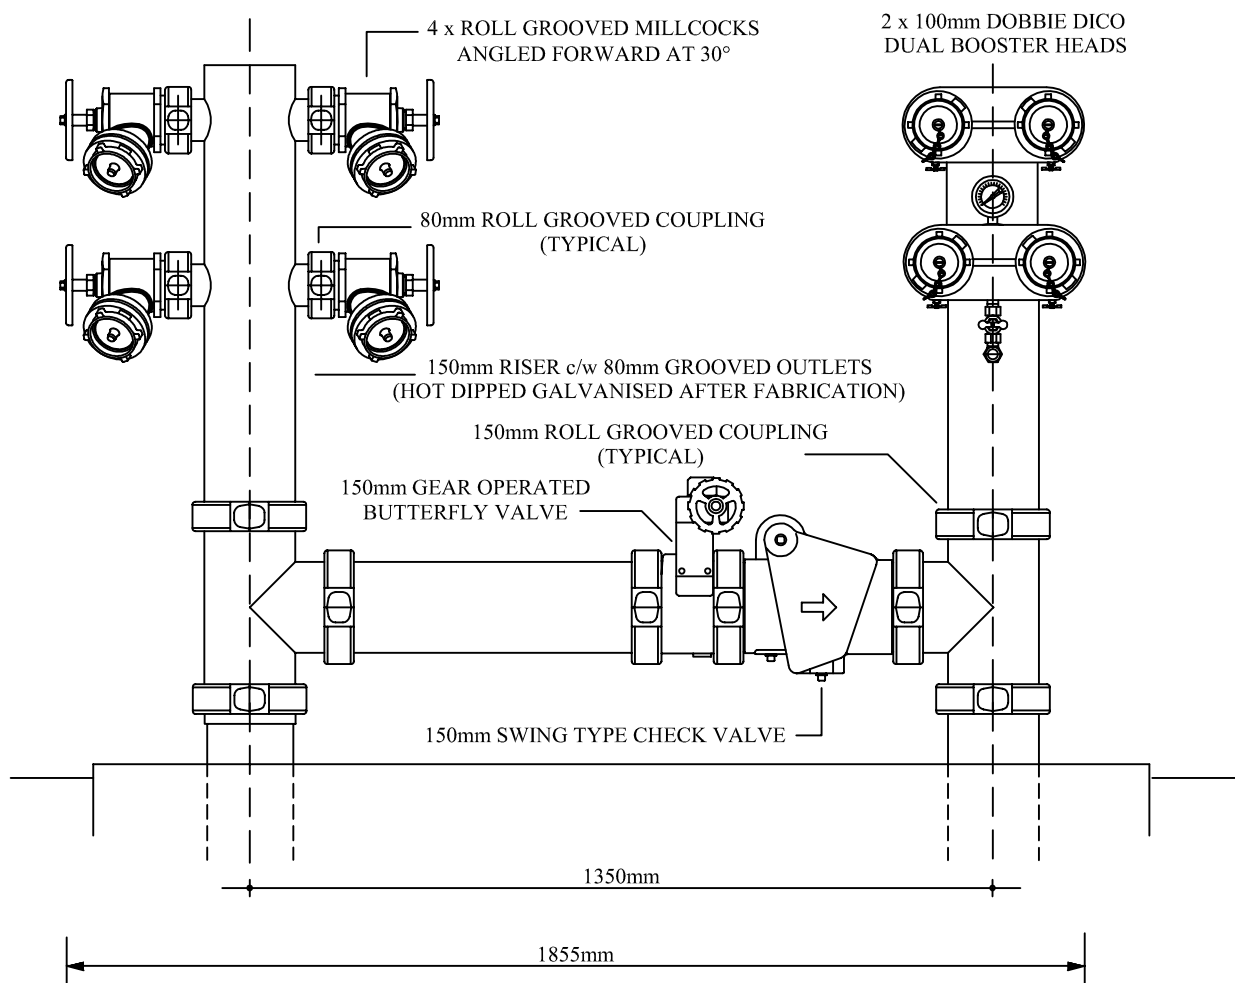 4 x ROLL GROOVED MILLCOCKS
ANGLED FORWARD AT 30°
2 x 100mm DOBBIE DICO
DUAL BOOSTER HEADS
80mm ROLL GROOVED COUPLING
(TYPICAL)
150mm RISER c/w 80mm GROOVED OUTLETS
(HOT DIPPED GALVANISED AFTER FABRICATION)
150mm ROLL GROOVED COUPLING
(TYPICAL)
150mm GEAR OPERATED
BUTTERFLY VALVE
150mm SWING TYPE CHECK VALVE
1350mm
1855mm